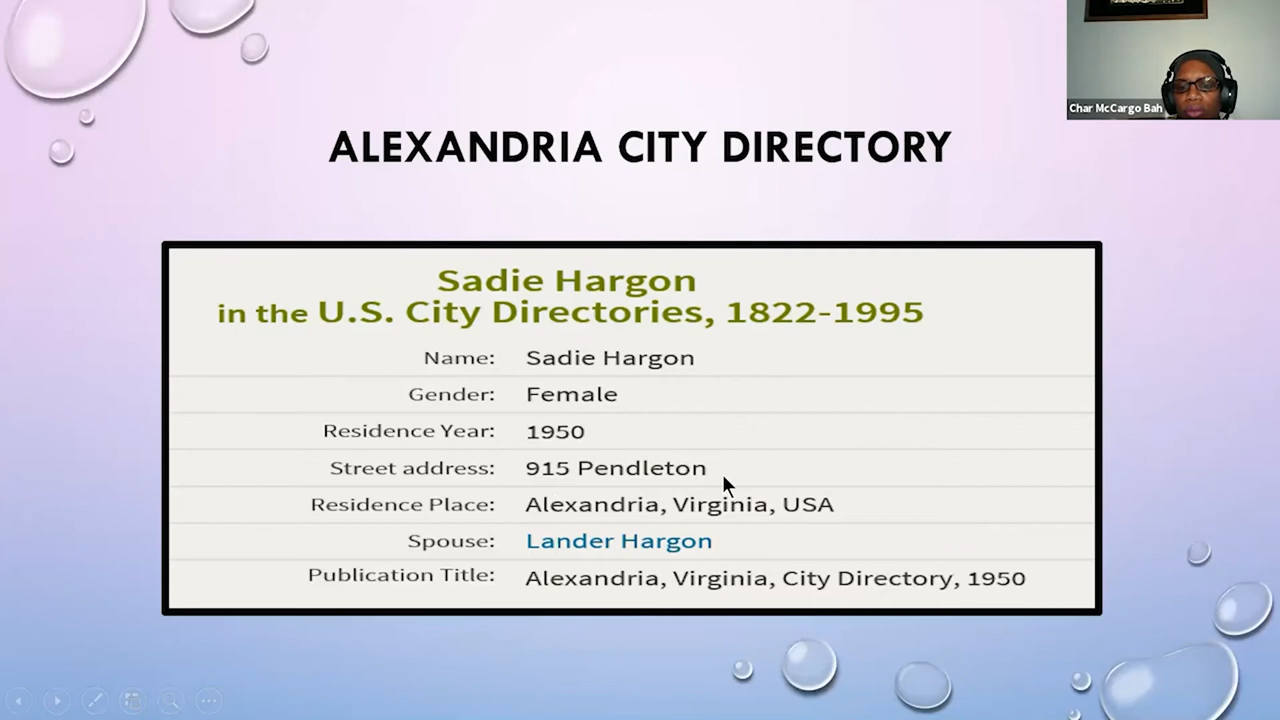 Char McCargo Bah
ALEXANDRIA CITY DIRECTORY
Sadie Hargon
in the U.S. City Directories, 1822-1995
Name: Sadie Hargon
Gender: Female
Residence Year: 1950
Street address: 915 Pendleton
Residence Place: Alexandria, Virginia, USA
Spouse: Lander Hargon
Publication Title: Alexandria, Virginia, City Directory, 1950